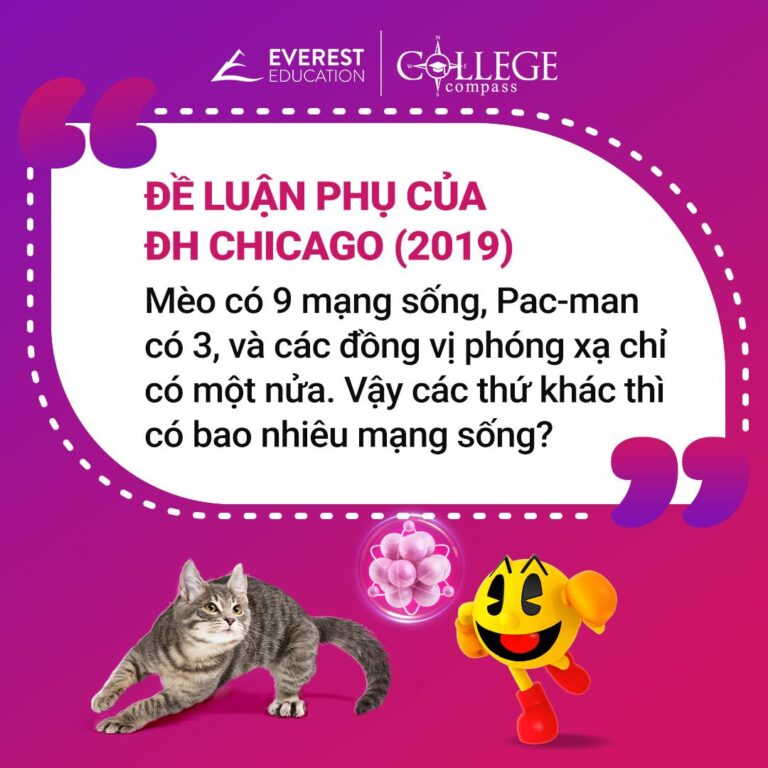 EVEREST
EDUCATION
COLLEGE
compass
ĐỀ LUẬN PHỤ CỦA
ĐH CHICAGO (2019)
Mèo có 9 mạng sống, Pac-man
có 3, và các đồng vị phóng xạ chỉ
có một nửa. Vậy các thứ khác thì
có bao nhiêu mạng sống?